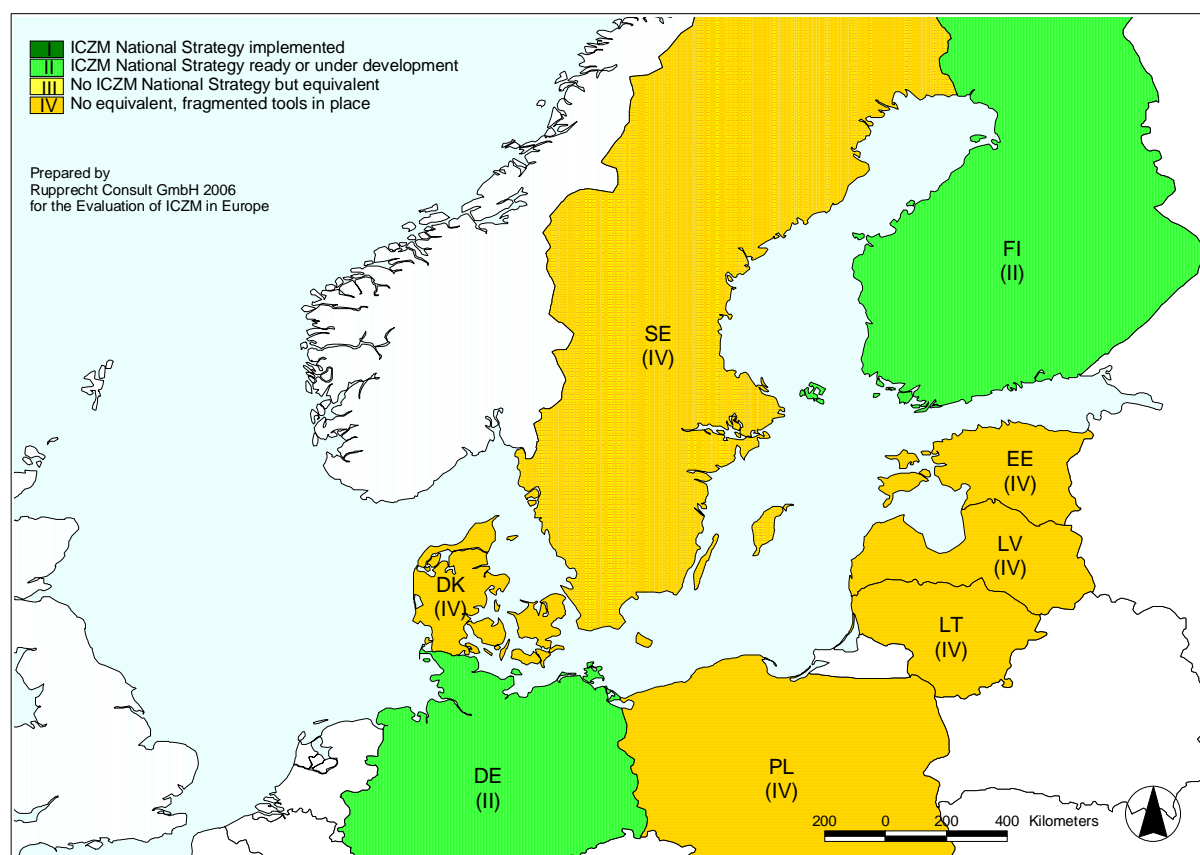 I ICZM National Strategy implemented
II ICZM National Strategy ready or under development
III No ICZM National Strategy but equivalent
IV No equivalent, fragmented tools in place
Prepared by
Rupprecht Consult GmbH 2006
for the Evaluation of ICZM in Europe
FI
(II)
SE
(IV)
EE
(IV)
LV
(IV)
DK
(IV)
LT
(IV)
DE
(II)
PL
(IV)
200 0 200 400 Kilometers